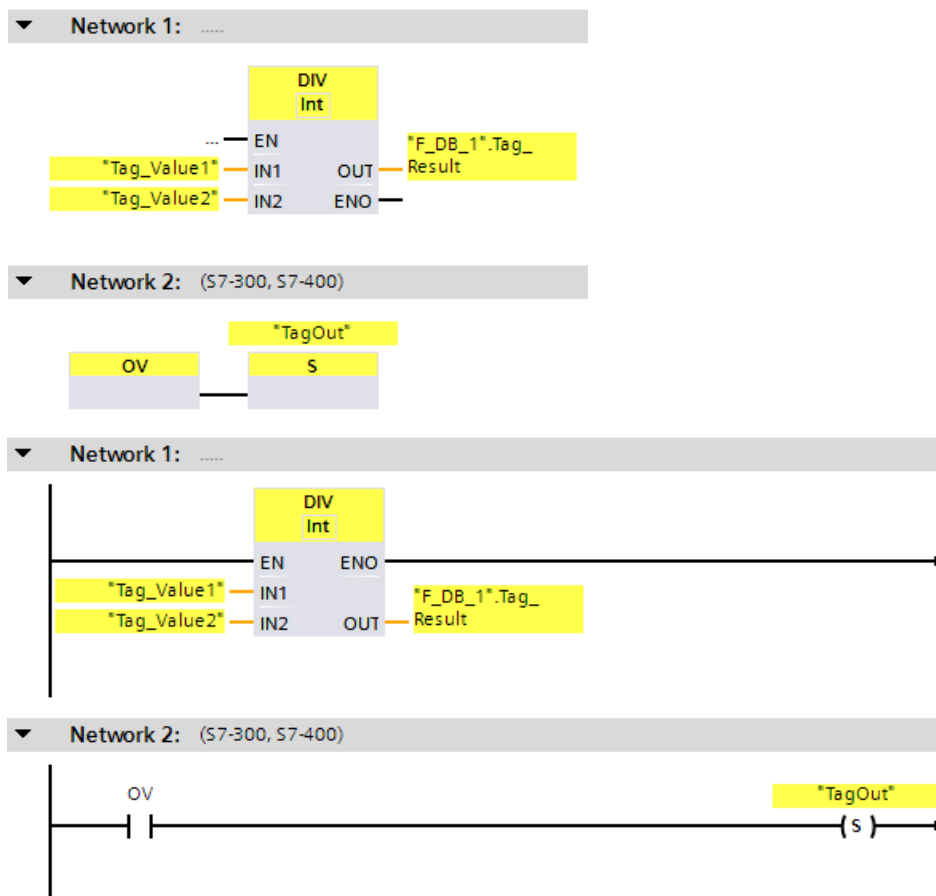 Network 1: .....
DIV
Int
... EN
"Tag_Value1" IN1 OUT "F_DB_1".Tag_
Result
"Tag_Value2" IN2 ENO
Network 2: (S7-300, S7-400)
"TagOut"
OV S
Network 1: .....
DIV
Int
EN ENO
"Tag_Value1" IN1
"Tag_Value2" IN2 OUT "F_DB_1".Tag_
Result
Network 2: (S7-300, S7-400)
OV "TagOut"
S